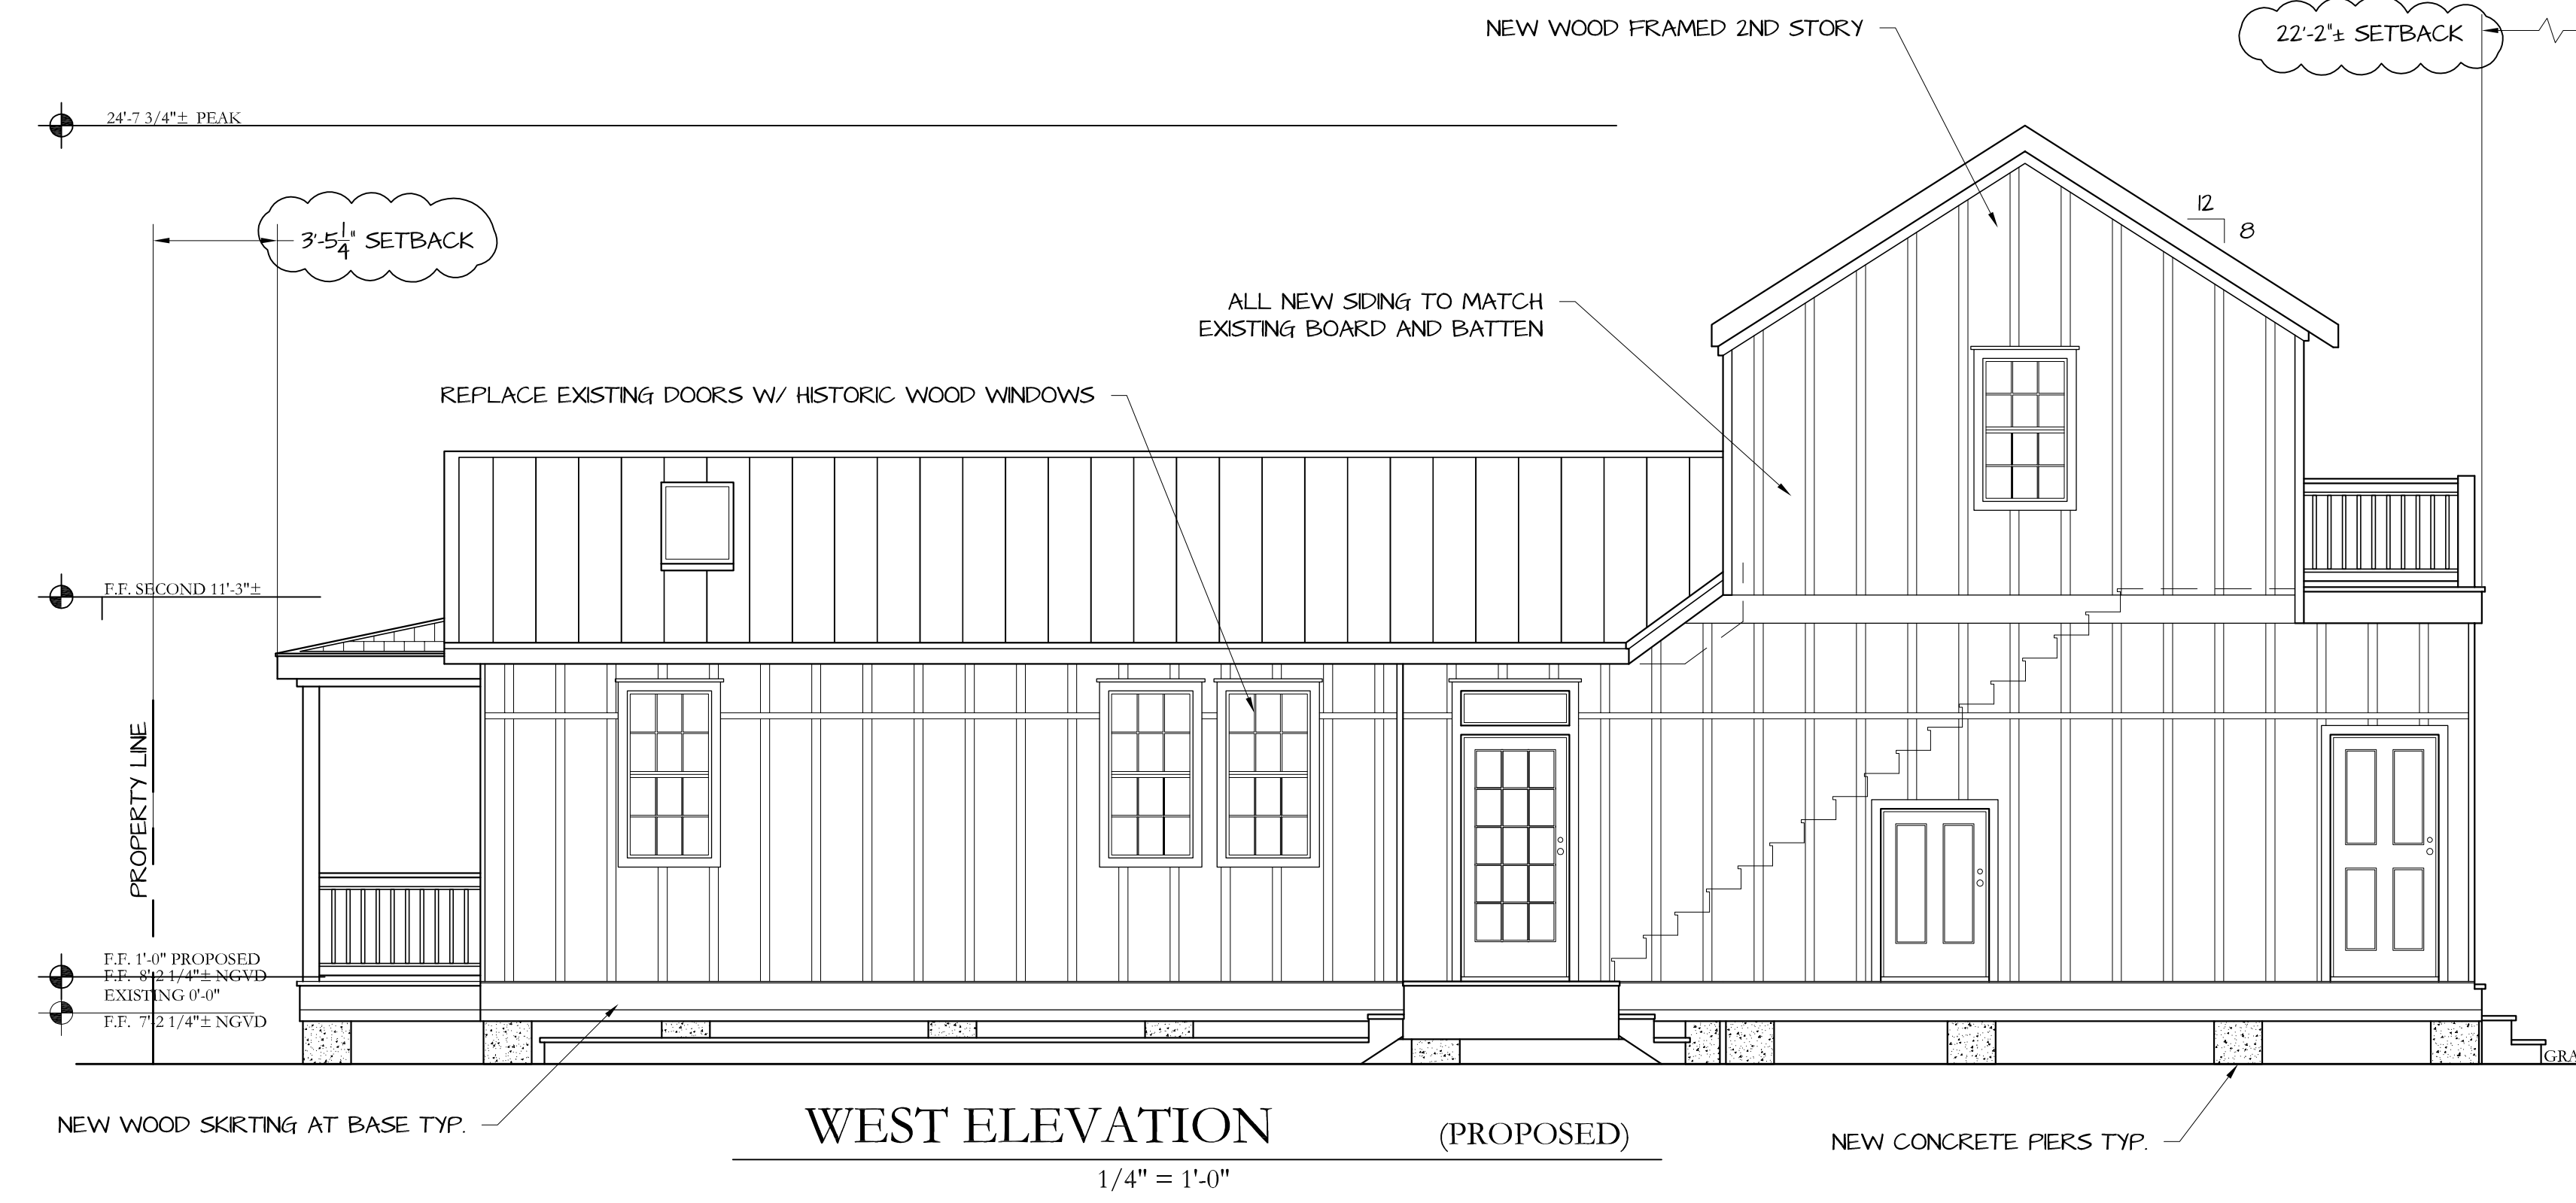 NEW WOOD FRAMED 2ND STORY
22'-2"± SETBACK
24'-7 3/4"± PEAK
12
8
3'-5 1/4" SETBACK
ALL NEW SIDING TO MATCH
EXISTING BOARD AND BATTEN
REPLACE EXISTING DOORS W/ HISTORIC WOOD WINDOWS
F.F. SECOND 11'-3"±
PROPERTY LINE
F.F. 1'-0" PROPOSED
F.F. 8'-2 1/4"± NGVD
EXISTING 0'-0"
F.F. 7'-2 1/4"± NGVD
GRA
NEW WOOD SKIRTING AT BASE TYP.
WEST ELEVATION (PROPOSED)
1/4" = 1'-0"
NEW CONCRETE PIERS TYP.